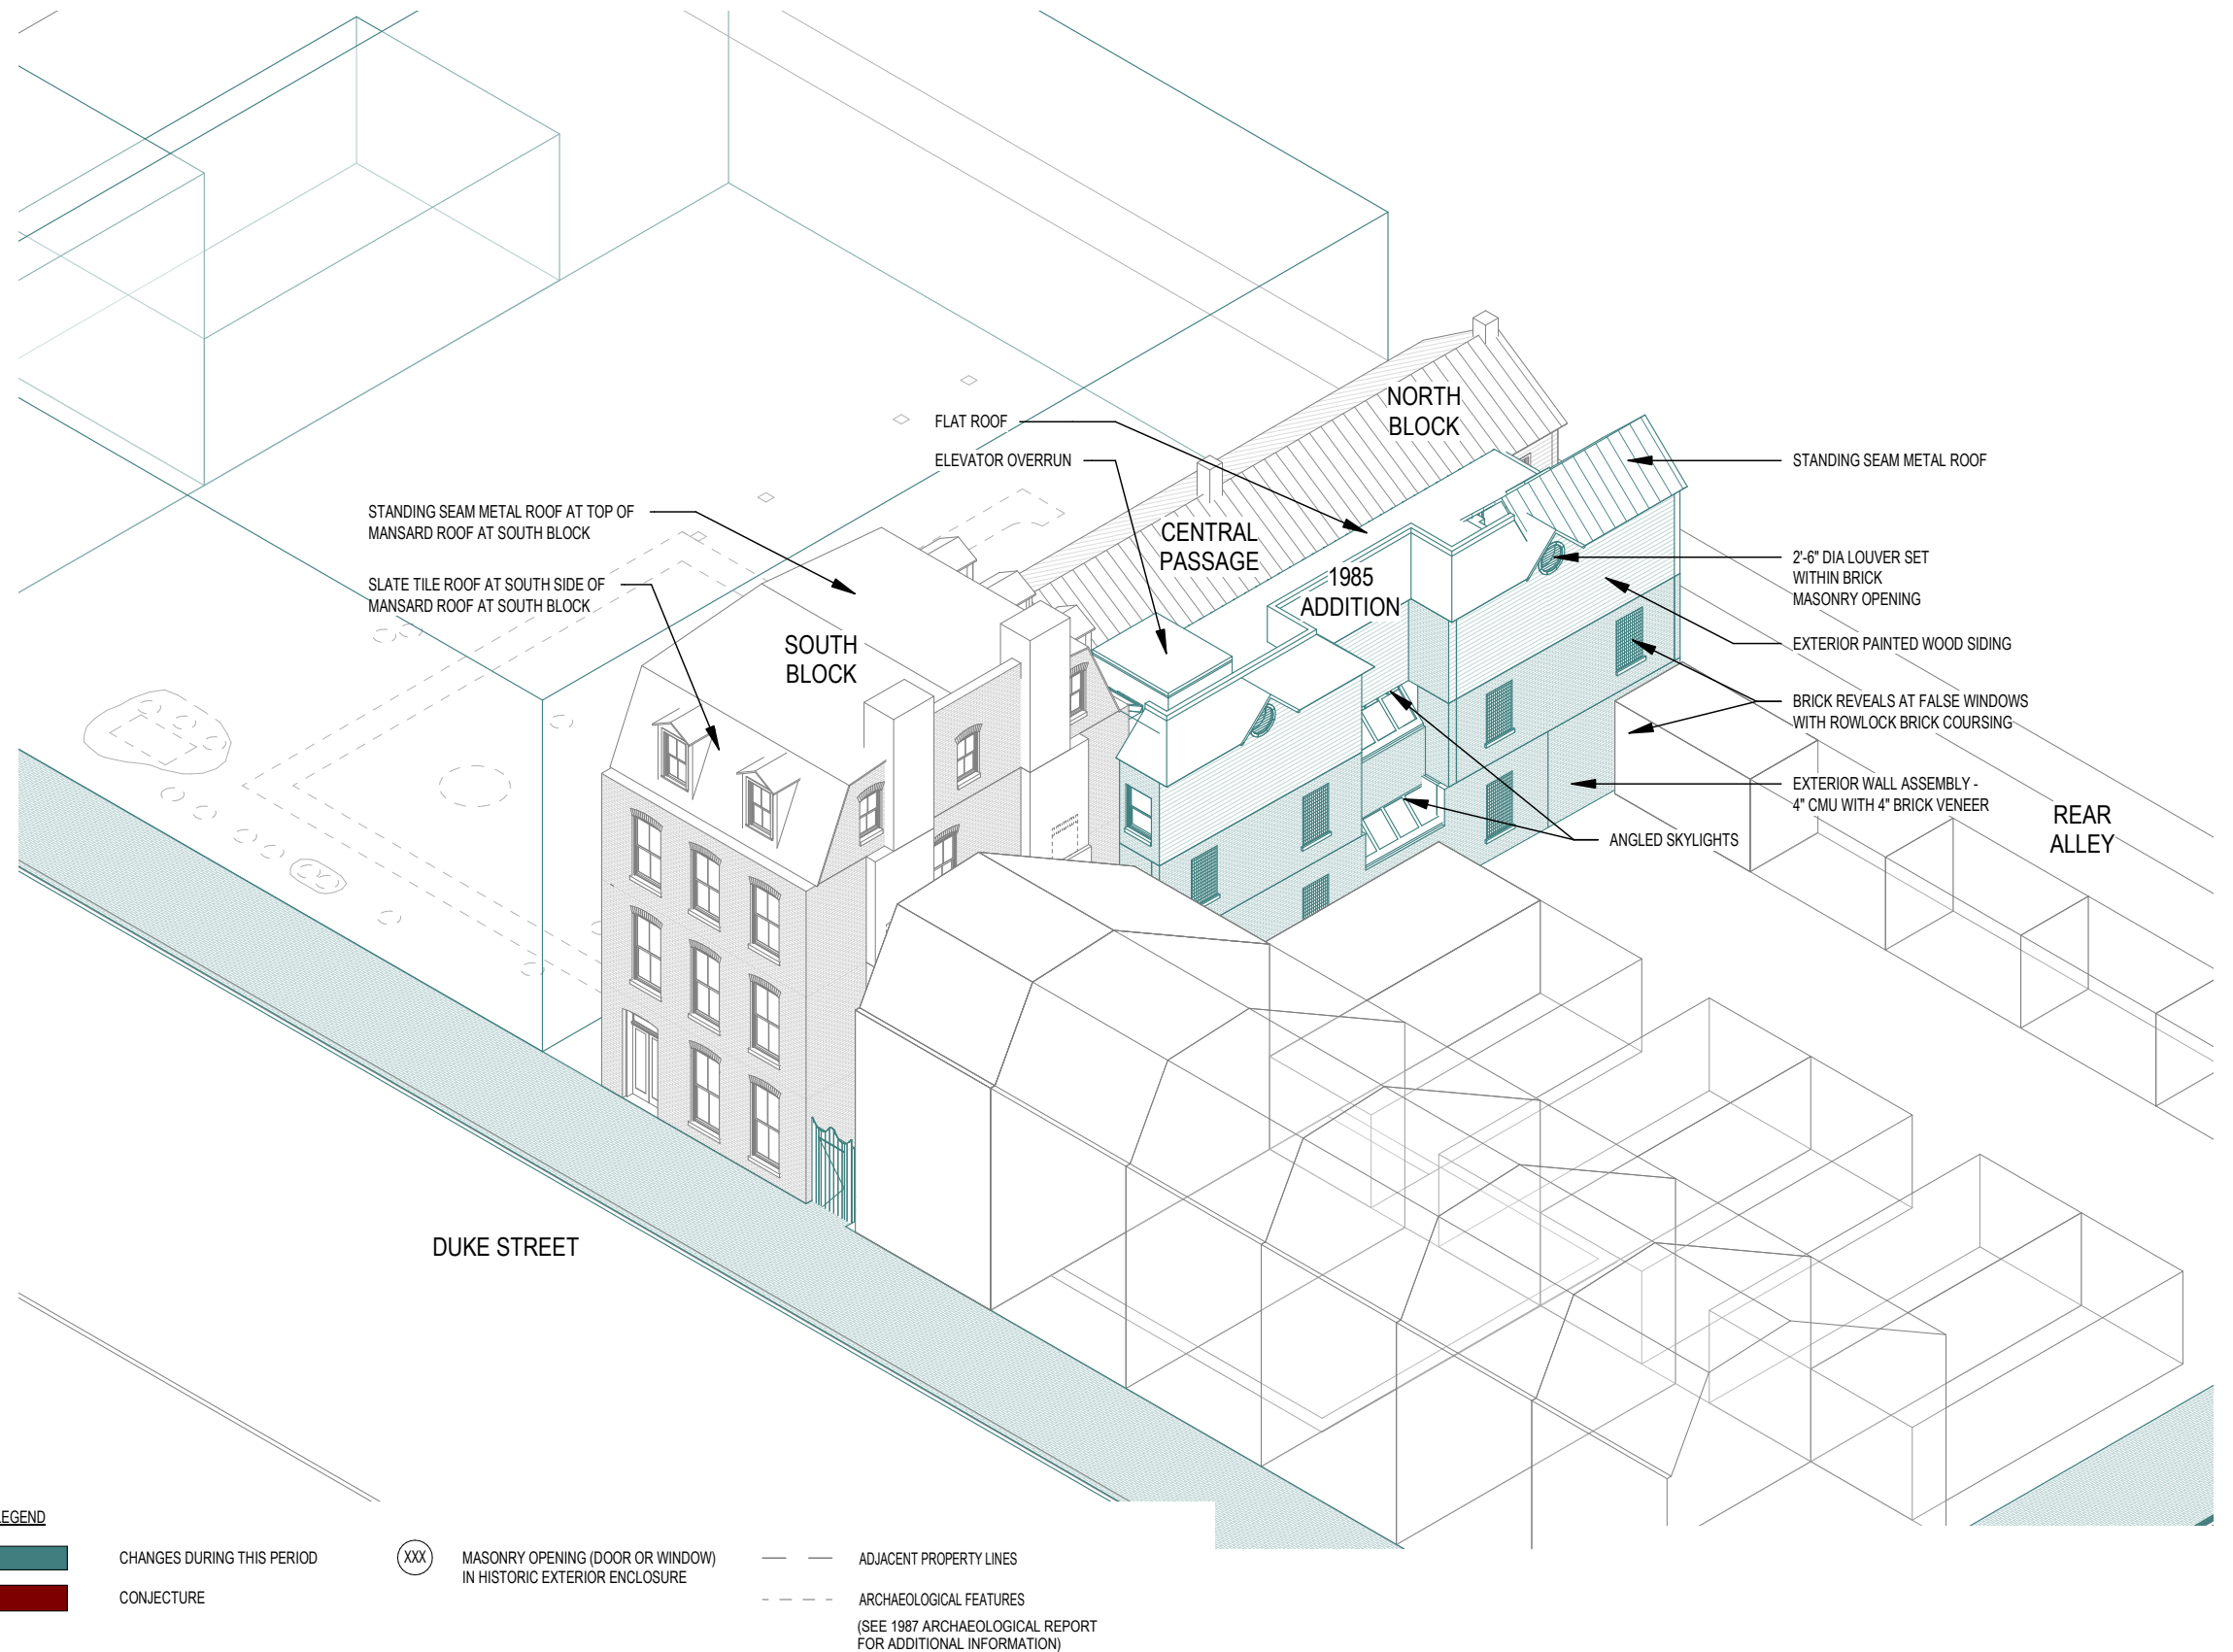 FLAT ROOF
ELEVATOR OVERRUN
STANDING SEAM METAL ROOF AT TOP OF
MANSARD ROOF AT SOUTH BLOCK
SLATE TILE ROOF AT SOUTH SIDE OF
MANSARD ROOF AT SOUTH BLOCK
NORTH
BLOCK
CENTRAL
PASSAGE
1985
ADDITION
SOUTH
BLOCK
STANDING SEAM METAL ROOF
2'-6" DIA LOUVER SET
WITHIN BRICK
MASONRY OPENING
EXTERIOR PAINTED WOOD SIDING
BRICK REVEALS AT FALSE WINDOWS
WITH ROWLOCK BRICK COURSING
EXTERIOR WALL ASSEMBLY -
4" CMU WITH 4" BRICK VENEER
ANGLED SKYLIGHTS
REAR
ALLEY
DUKE STREET
LEGEND
CHANGES DURING THIS PERIOD
CONJECTURE
XXX
MASONRY OPENING (DOOR OR WINDOW)
IN HISTORIC EXTERIOR ENCLOSURE
ADJACENT PROPERTY LINES
ARCHAEOLOGICAL FEATURES
(SEE 1987 ARCHAEOLOGICAL REPORT
FOR ADDITIONAL INFORMATION)